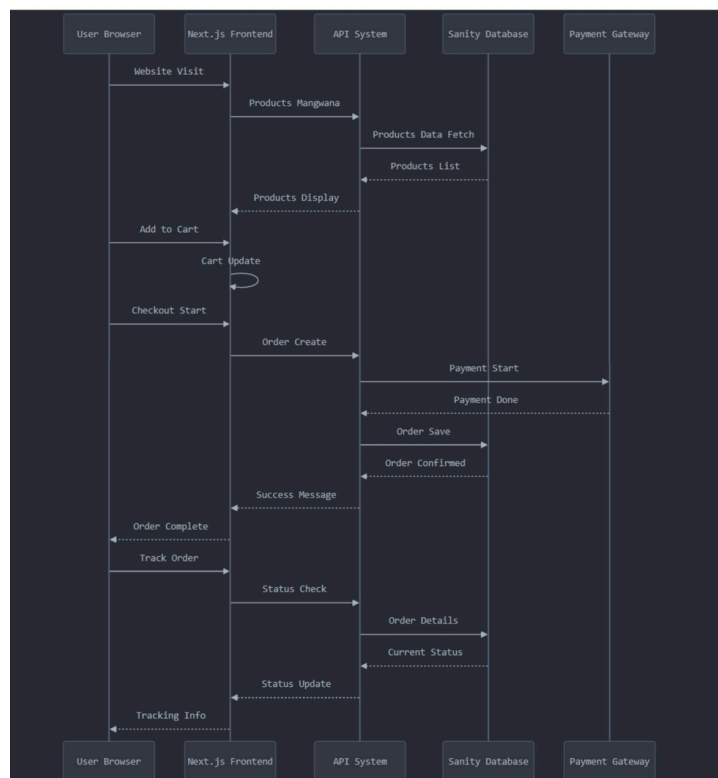 User Browser
Next.js Frontend
API System
Sanity Database
Payment Gateway
Website Visit
Products Mangwana
Products Data Fetch
Products List
Products Display
Add to Cart
Cart Update
Checkout Start
Order Create
Payment Start
Payment Done
Order Save
Order Confirmed
Success Message
Order Complete
Track Order
Status Check
Order Details
Current Status
Status Update
Tracking Info
User Browser
Next.js Frontend
API System
Sanity Database
Payment Gateway